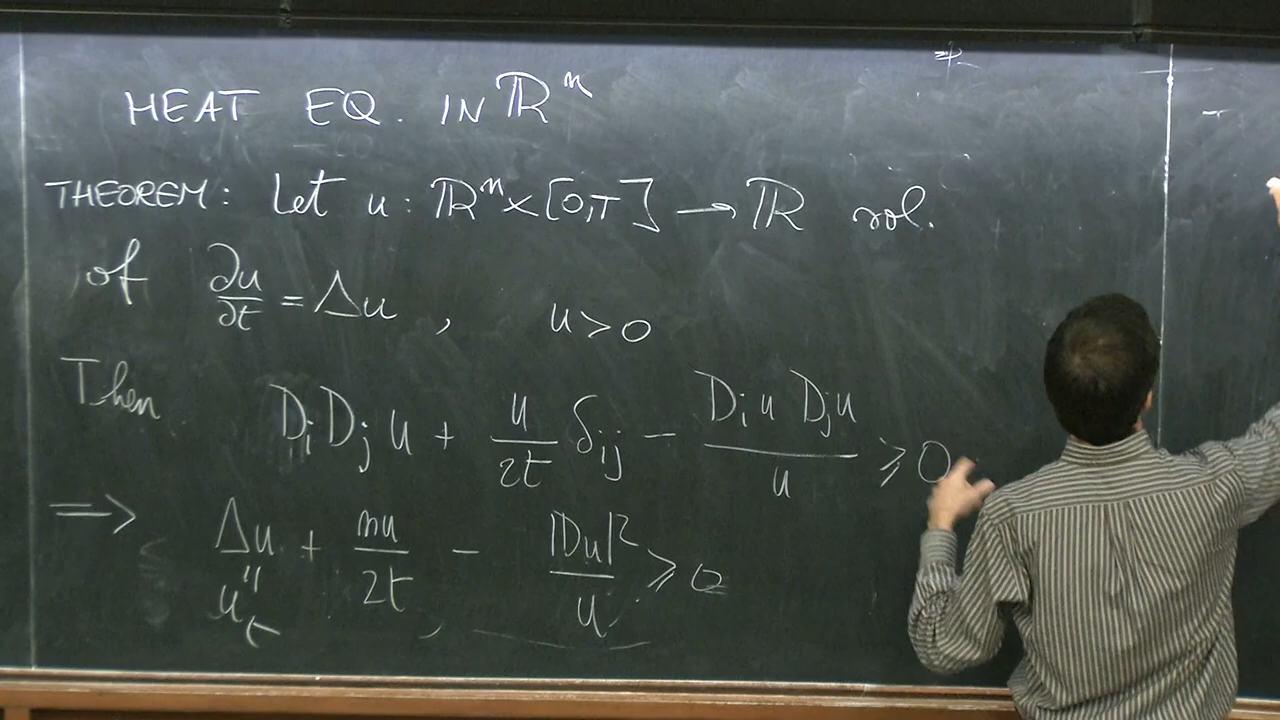 HEAT EQ. IN ℝⁿ
THEOREM: Let u: ℝⁿ×[0,T] → ℝ sol.
of ∂u/∂t = Δu , u > 0
Then D_i D_j u + u/2t δ_ij − D_i u D_j u / u ≥ 0
⟹ Δu + nu/2t − |Du|²/u ≥ 0
"
u_t